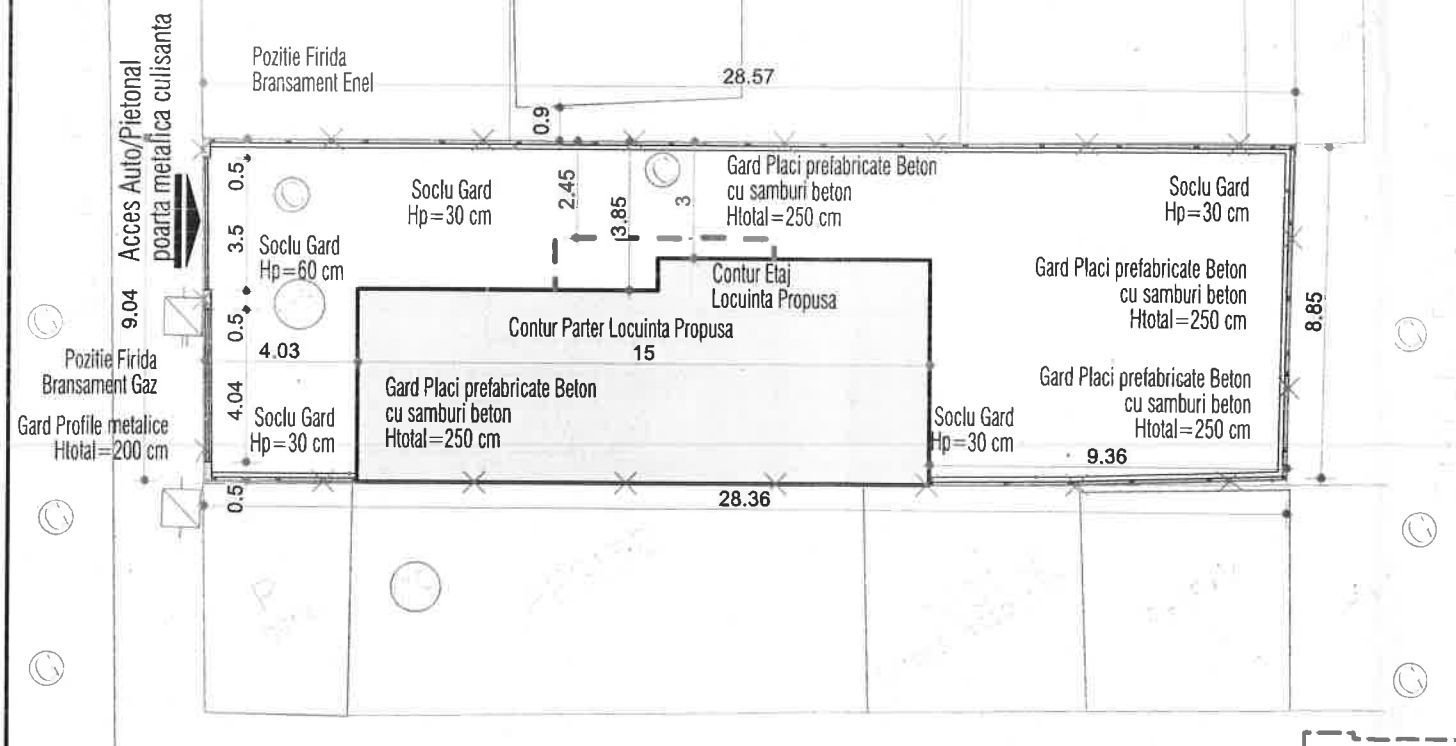 Acces Auto/Pietonal
poarta metalica culisanta
Pozitie Firida
Bransament Enel
28.57
0.9
0.5
2.45
3.85
3
Soclu Gard
Hp=30 cm
Gard Placi prefabricate Beton
cu samburi beton
Htotal=250 cm
Soclu Gard
Hp=30 cm
3.5
Soclu Gard
Hp=60 cm
Contur Etaj
Locuinta Propusa
Gard Placi prefabricate Beton
cu samburi beton
Htotal=250 cm
9.04
8.85
0.5
Contur Parter Locuinta Propusa
4.03
15
Pozitie Firida
Bransament Gaz
Gard Profile metalice
Htotal=200 cm
4.04
Soclu Gard
Hp=30 cm
Gard Placi prefabricate Beton
cu samburi beton
Htotal=250 cm
Soclu Gard
Hp=30 cm
Gard Placi prefabricate Beton
cu samburi beton
Htotal=250 cm
9.36
0.5
28.36